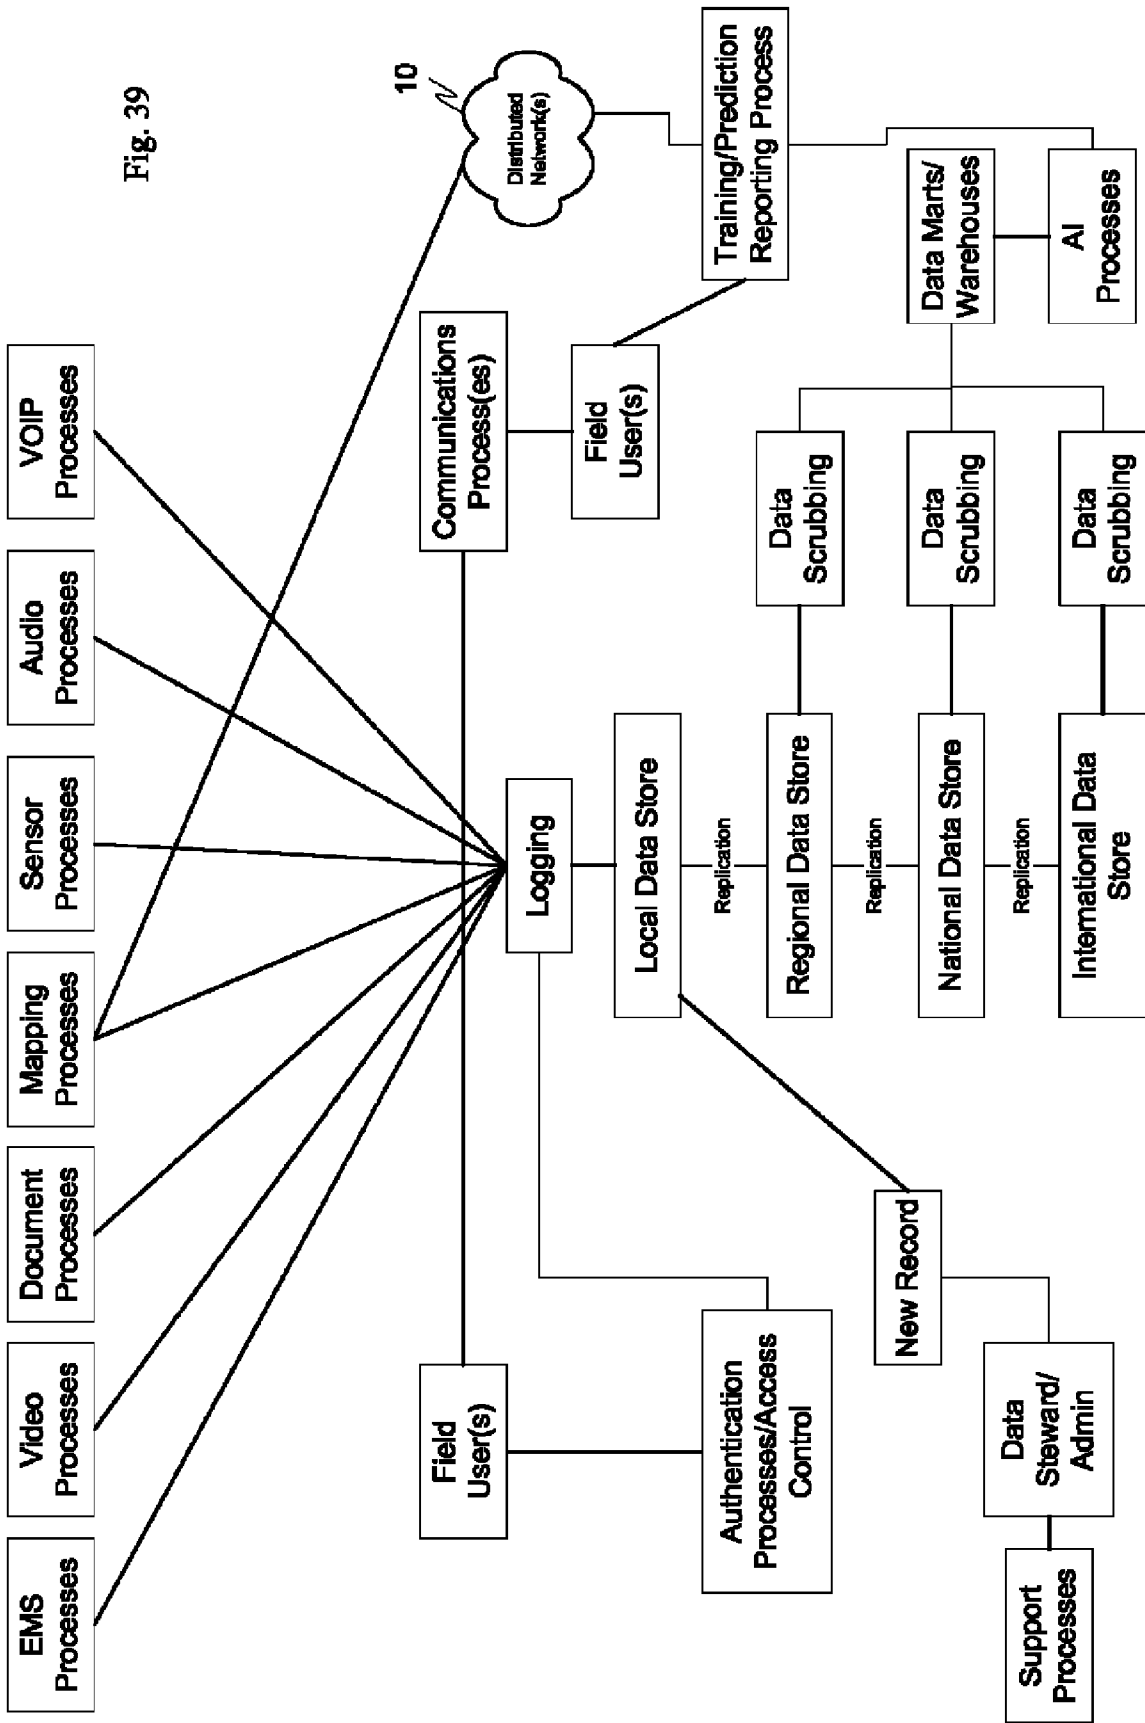 Fig. 39
EMS
Processes
Video
Processes
Document
Processes
Mapping
Processes
Sensor
Processes
Audio
Processes
VOIP
Processes
10
Distributed
Network(s)
Field
User(s)
Communications
Process(es)
Logging
Field
User(s)
Local Data Store
Authentication
Processes/Access
Control
Replication
Training/Prediction
Reporting Process
Regional Data Store
Data
Scrubbing
Replication
New Record
National Data Store
Data
Scrubbing
Data Marts/
Warehouses
Replication
Support
Processes
Data
Steward/
Admin
International Data
Store
Data
Scrubbing
AI
Processes